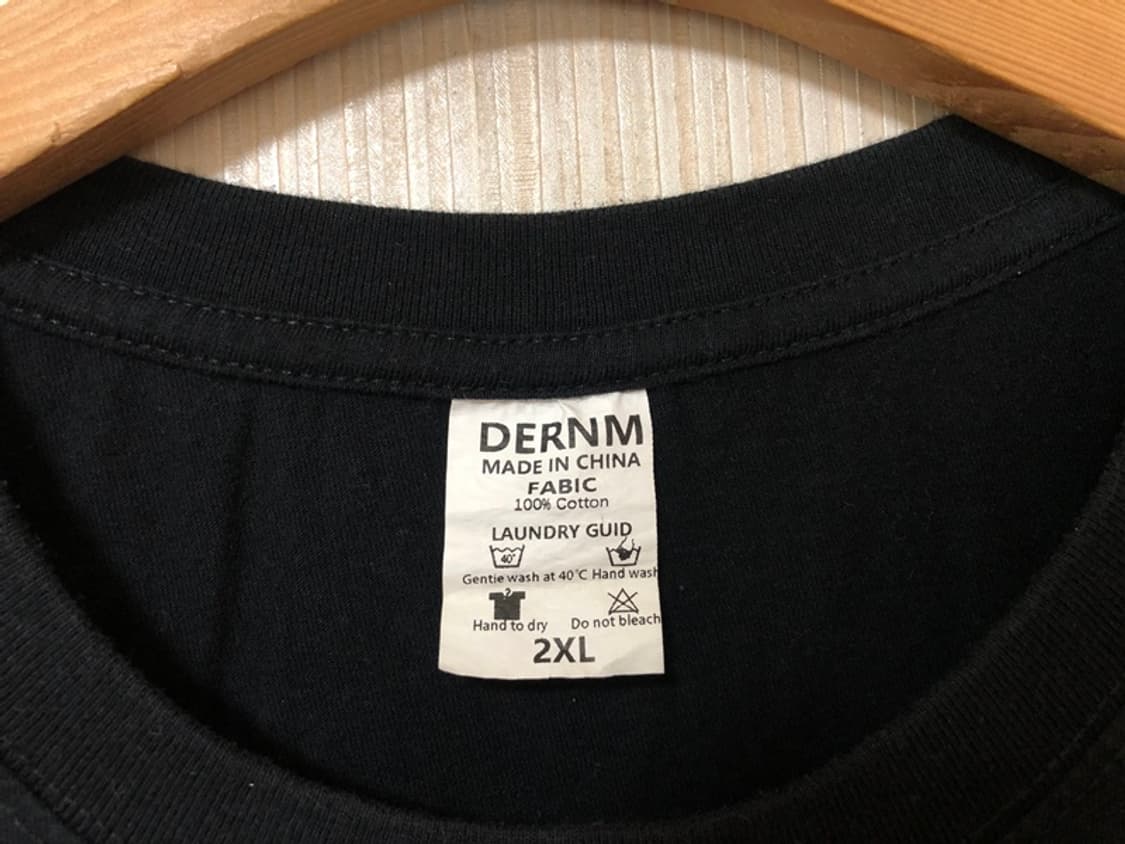 DERNM
MADE IN CHINA
FABIC
100% Cotton
LAUNDRY GUID
40°
Gentie wash at 40°C Hand wash
Hand to dry Do not bleach
2XL